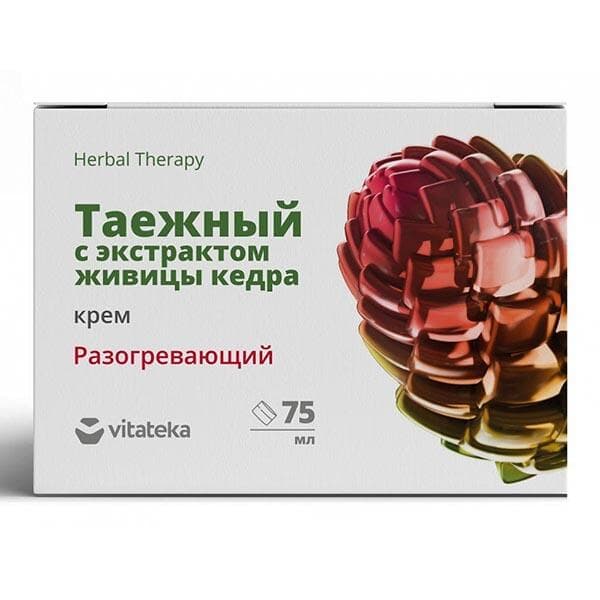 Herbal Therapy
Таежный
с экстрактом
живицы кедра
крем
Разогревающий
vitateka
75
мл